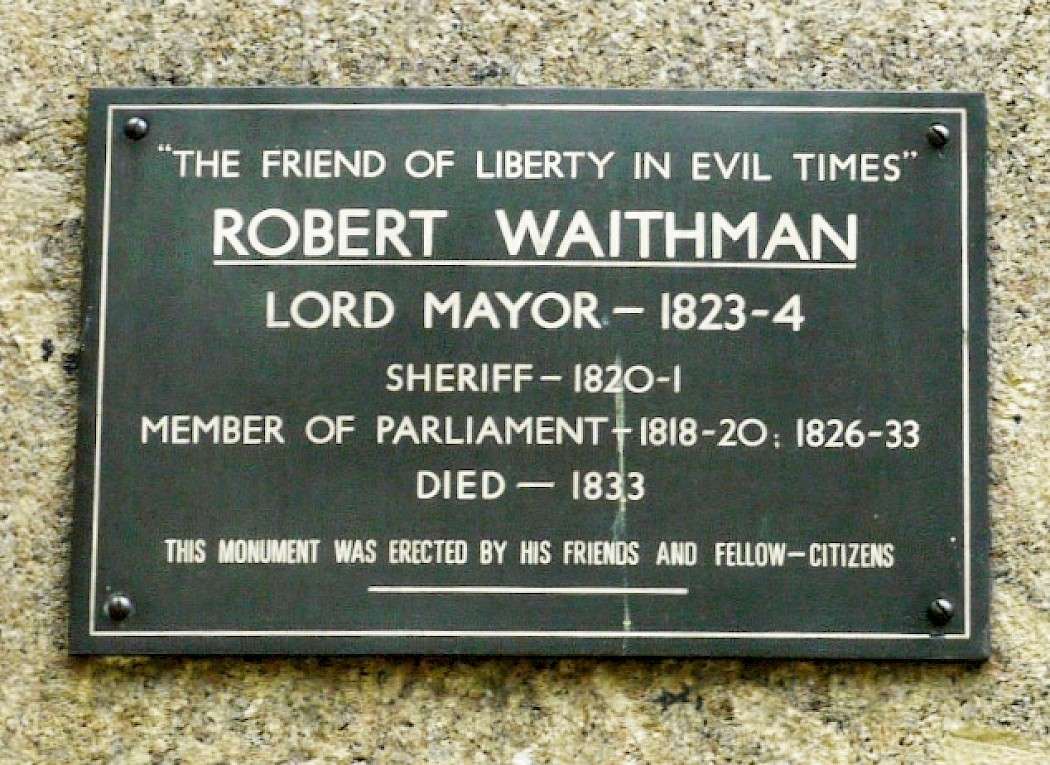 “THE FRIEND OF LIBERTY IN EVIL TIMES”
ROBERT WAITHMAN
LORD MAYOR – 1823-4
SHERIFF – 1820-1
MEMBER OF PARLIAMENT – 1818-20; 1826-33
DIED — 1833
THIS MONUMENT WAS ERECTED BY HIS FRIENDS AND FELLOW–CITIZENS